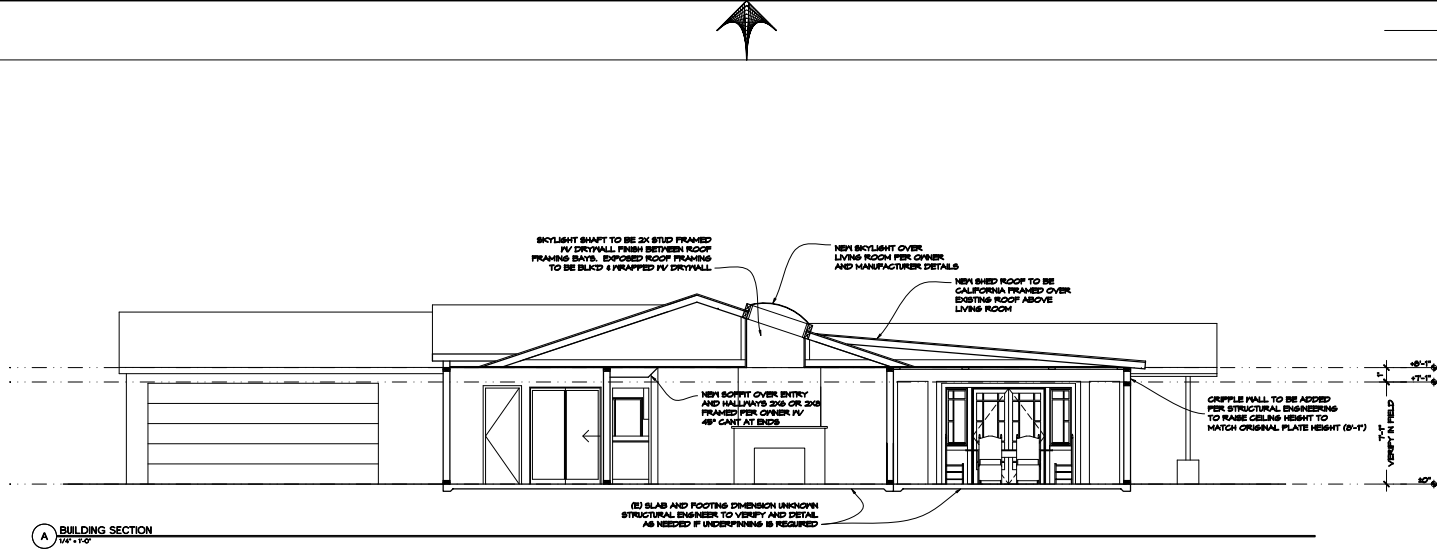 SKYLIGHT SHAFT TO BE 2X STUD FRAMED
W/ DRYWALL FINISH BETWEEN ROOF
FRAMING BAYS. EXPOSED ROOF FRAMING
TO BE BLK'D & WRAPPED W/ DRYWALL
NEW SKYLIGHT OVER
LIVING ROOM PER OWNER
AND MANUFACTURER DETAILS
NEW SHED ROOF TO BE
CALIFORNIA FRAMED OVER
EXISTING ROOF ABOVE
LIVING ROOM
+8'-1"
+7'-1"
1'
7'-1"
VERIFY IN FIELD
±0"
NEW SOFFIT OVER ENTRY
AND HALLWAYS 2X6 OR 2X8
FRAMED PER OWNER W/
45° CANT AT ENDS
CRIPPLE WALL TO BE ADDED
PER STRUCTURAL ENGINEERING
TO RAISE CEILING HEIGHT TO
MATCH ORIGINAL PLATE HEIGHT (8'-1")
(E) SLAB AND FOOTING DIMENSION UNKNOWN
STRUCTURAL ENGINEER TO VERIFY AND DETAIL
AS NEEDED IF UNDERPINNING IS REQUIRED
A BUILDING SECTION
1/4" = 1'-0"